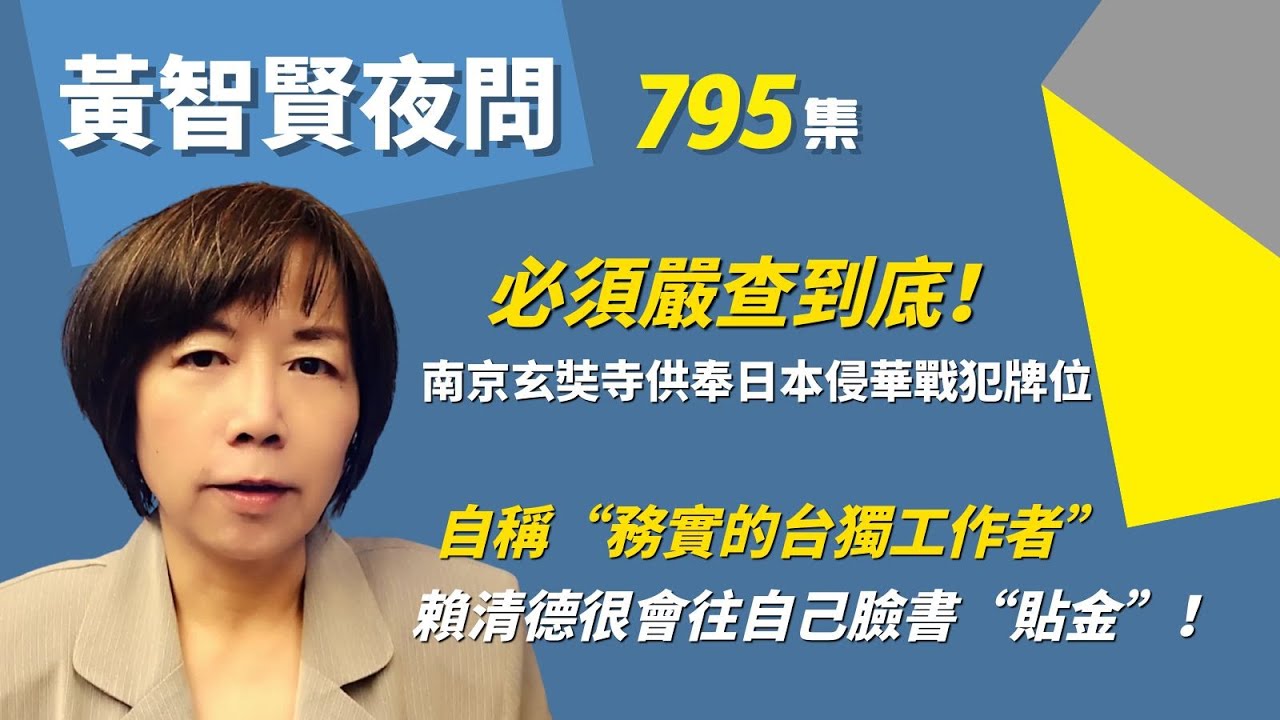 黃智賢夜問 795集
必須嚴查到底!
南京玄奘寺供奉日本侵華戰犯牌位
自稱“務實的台獨工作者”
賴清德很會往自己臉書“貼金”!